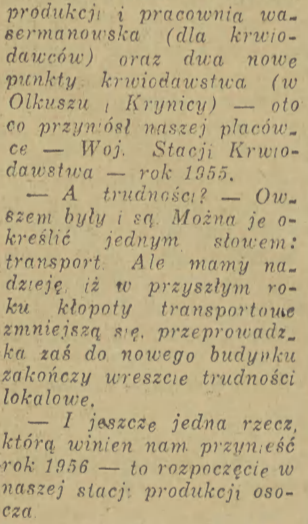 produkcji i pracownia wa-
sermanowska (dla krwio-
dawców) oraz dwa nowe
punkty krwiodawstwa (w
Olkuszu i Krynicy) — oto
co przyniósł naszej placów-
ce — Woj. Stacji Krwio-
dawstwa — rok 1955.
— A trudności? — Ow-
szem były i są. Można je o-
kreślić jednym słowem:
transport. Ale mamy na-
dzieję, iż w przyszłym ro-
ku kłopoty transportowe
zmniejszą się, przeprowadz-
ka zaś do nowego budynku
zakończy wreszcie trudności
lokalowe.
— I jeszczę jedna rzecz,
którą winien nam przynieść
rok 1956 — to rozpoczęcie w
naszej stacji produkcji oso-
cza